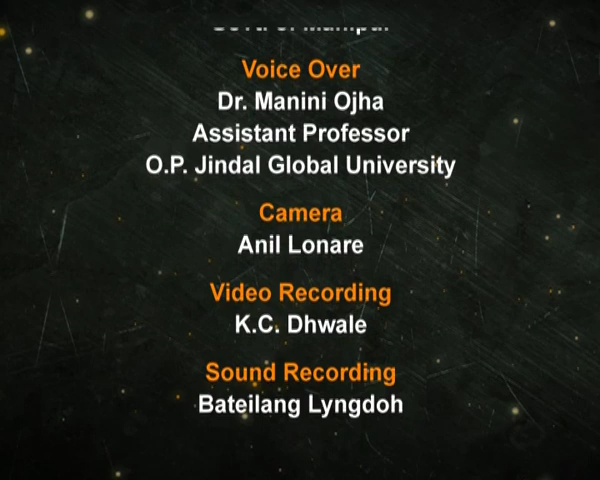 Voice Over
Dr. Manini Ojha
Assistant Professor
O.P. Jindal Global University
Camera
Anil Lonare
Video Recording
K.C. Dhwale
Sound Recording
Bateilang Lyngdoh